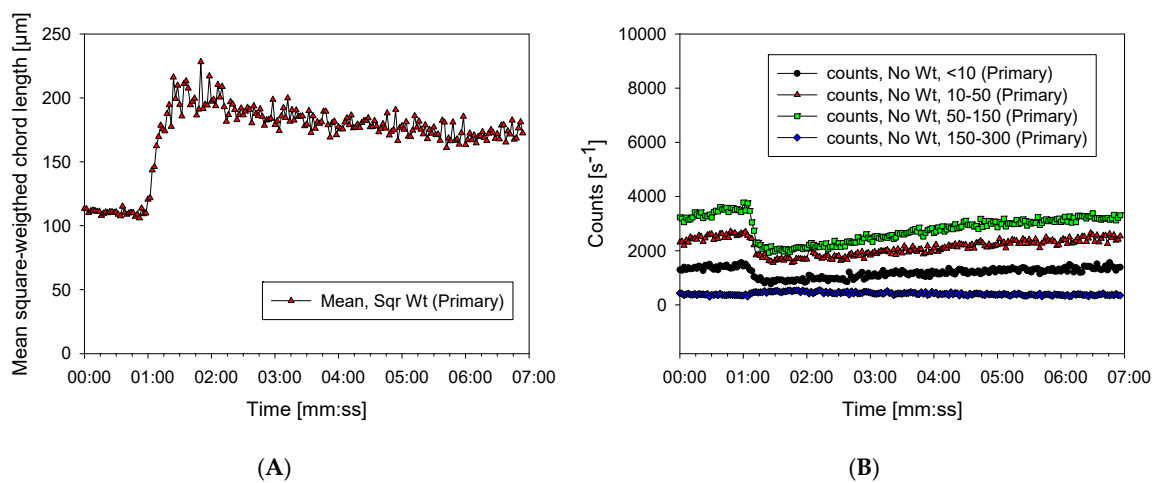 Mean square-weigthed chord length [µm]
250
200
150
100
50
0
Mean, Sqr Wt (Primary)
00:00 01:00 02:00 03:00 04:00 05:00 06:00 07:00
Time [mm:ss]
(A)
Counts [s-1]
10000
8000
6000
4000
2000
0
counts, No Wt, <10 (Primary)
counts, No Wt, 10-50 (Primary)
counts, No Wt, 50-150 (Primary)
counts, No Wt, 150-300 (Primary)
00:00 01:00 02:00 03:00 04:00 05:00 06:00 07:00
Time [mm:ss]
(B)